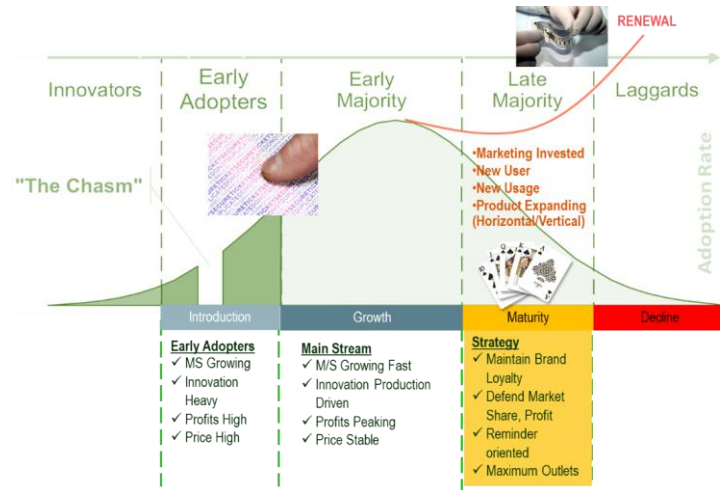 RENEWAL
Innovators
Early
Adopters
Early
Majority
Late
Majority
Laggards
"The Chasm"
•Marketing Invested
•New User
•New Usage
•Product Expanding
(Horizontal/Vertical)
Adoption Rate
Introduction
Growth
Maturity
Decline
Early Adopters
✓ MS Growing
✓ Innovation
Heavy
✓ Profits High
✓ Price High
Main Stream
✓ M/S Growing Fast
✓ Innovation Production
Driven
✓ Profits Peaking
✓ Price Stable
Strategy
✓ Maintain Brand
Loyalty
✓ Defend Market
Share, Profit
✓ Reminder
oriented
✓ Maximum Outlets